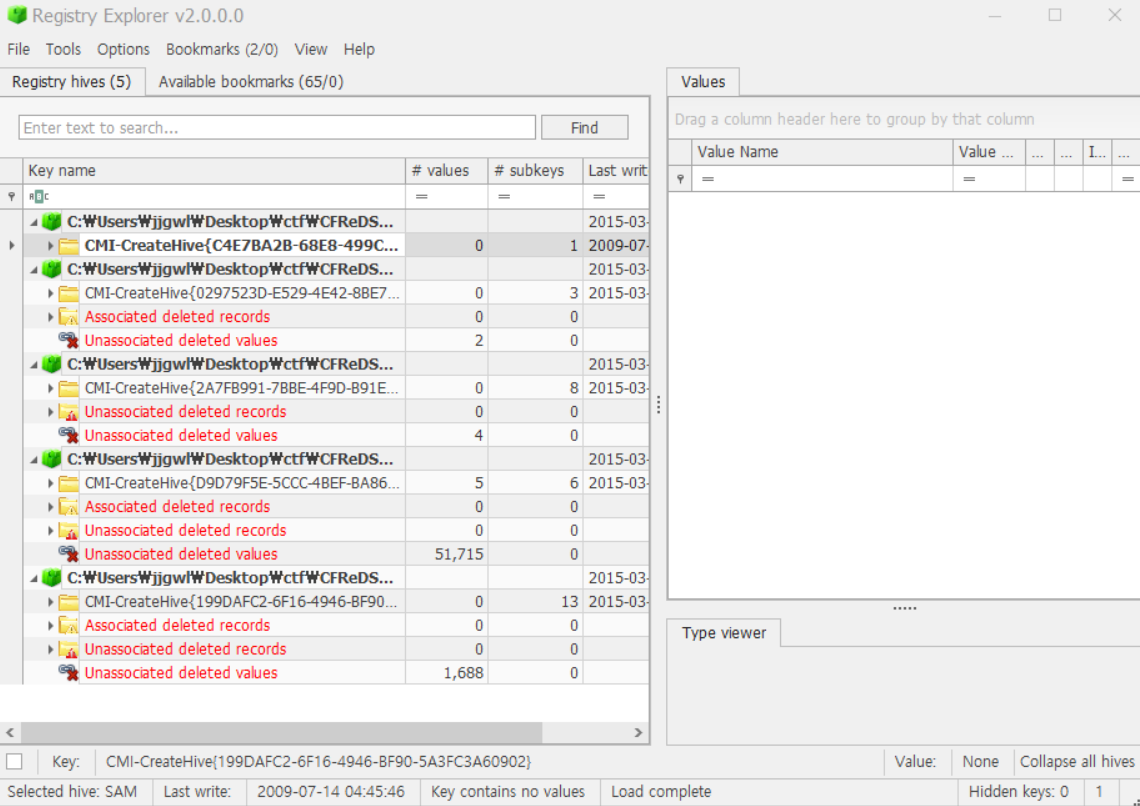 Registry Explorer v2.0.0.0
File Tools Options Bookmarks (2/0) View Help
Registry hives (5) Available bookmarks (65/0)
Enter text to search... Find
Key name # values # subkeys Last writ
= = =
C:₩Users₩jjgwl₩Desktop₩ctf₩CFReDS... 2015-03-
CMI-CreateHive{C4E7BA2B-68E8-499C... 0 1 2009-07-
C:₩Users₩jjgwl₩Desktop₩ctf₩CFReDS... 2015-03-
CMI-CreateHive{0297523D-E529-4E42-8BE7... 0 3 2015-03-
Associated deleted records 0 0
Unassociated deleted values 2 0
C:₩Users₩jjgwl₩Desktop₩ctf₩CFReDS... 2015-03-
CMI-CreateHive{2A7FB991-7BBE-4F9D-B91E... 0 8 2015-03-
Unassociated deleted records 0 0
Unassociated deleted values 4 0
C:₩Users₩jjgwl₩Desktop₩ctf₩CFReDS... 2015-03-
CMI-CreateHive{D9D79F5E-5CCC-4BEF-BA86... 5 6 2015-03-
Associated deleted records 0 0
Unassociated deleted records 0 0
Unassociated deleted values 51,715 0
C:₩Users₩jjgwl₩Desktop₩ctf₩CFReDS... 2015-03-
CMI-CreateHive{199DAFC2-6F16-4946-BF90... 0 13 2015-03-
Associated deleted records 0 0
Unassociated deleted records 0 0
Unassociated deleted values 1,688 0
Values
Drag a column header here to group by that column
Value Name Value ... ... ... I... ...
= = =
Type viewer
Key: CMI-CreateHive{199DAFC2-6F16-4946-BF90-5A3FC3A60902} Value: None Collapse all hives
Selected hive: SAM Last write: 2009-07-14 04:45:46 Key contains no values Load complete Hidden keys: 0 1